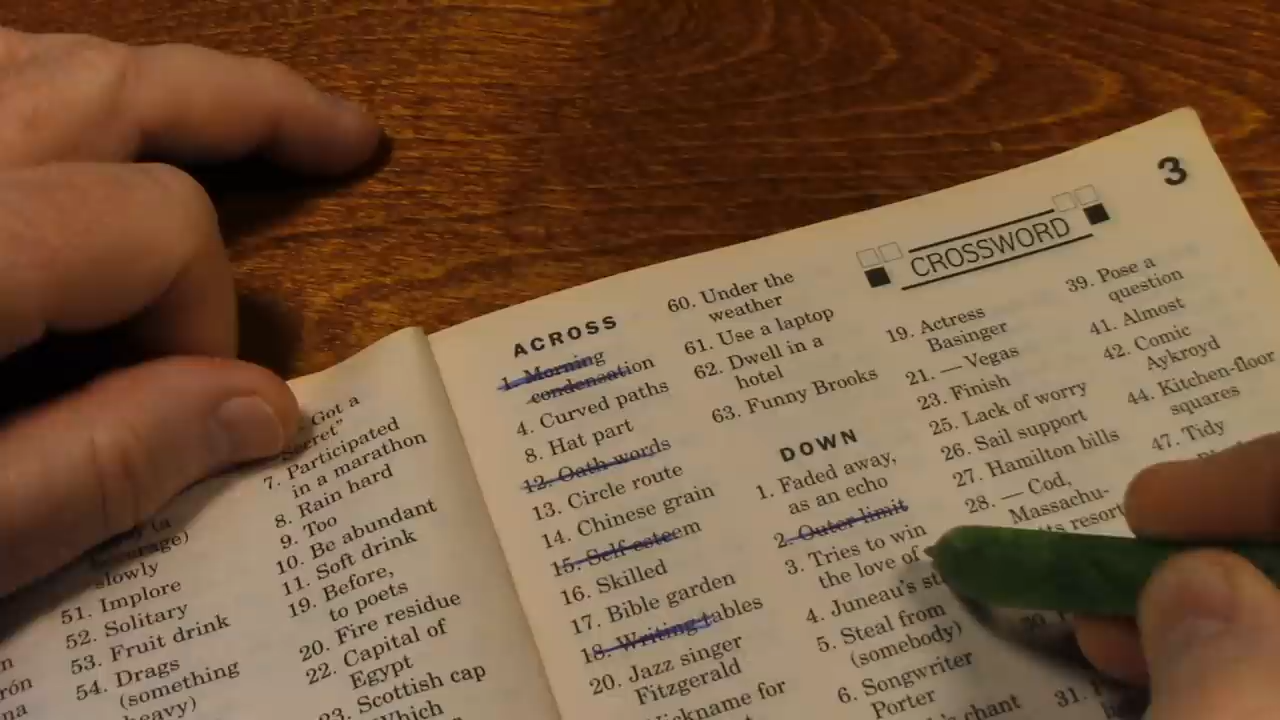 Got a
Secret"
7. Participated
in a marathon
8. Rain hard
9. Too
10. Be abundant
11. Soft drink
19. Before,
to poets
20. Fire residue
22. Capital of
Egypt
23. Scottish cap
Which
slowly
51. Implore
52. Solitary
53. Fruit drink
54. Drags
(something
heavy)
3
CROSSWORD
ACROSS
1. Morning
condensation
4. Curved paths
8. Hat part
12. Oath words
13. Circle route
14. Chinese grain
15. Self-esteem
16. Skilled
17. Bible garden
18. Writing tables
20. Jazz singer
Fitzgerald
60. Under the
weather
61. Use a laptop
62. Dwell in a
hotel
63. Funny Brooks
DOWN
1. Faded away,
as an echo
2. Outer limit
3. Tries to win
the love of
4. Juneau's
5. Steal from
(somebody)
6. Songwriter
Porter
chant
19. Actress
Basinger
21. — Vegas
23. Finish
25. Lack of worry
26. Sail support
27. Hamilton bills
28. — Cod,
Massachu-
resort
31.
39. Pose a
question
41. Almost
42. Comic
Aykroyd
44. Kitchen-floor
squares
47. Tidy